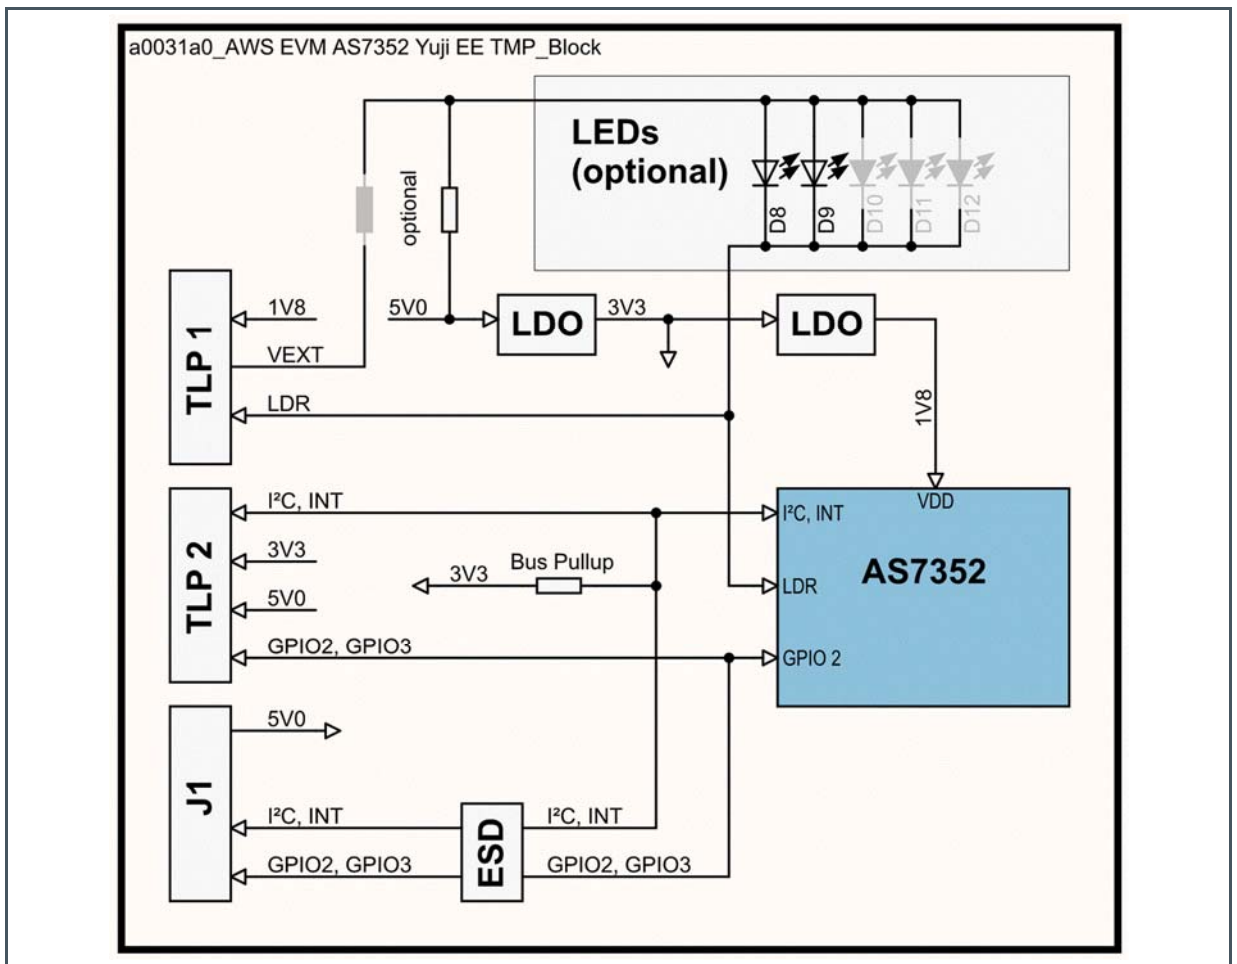 a0031a0_AWS EVM AS7352 Yuji EE TMP_Block
LEDs
(optional)
optional
D8
D9
D10
D11
D12
TLP 1
1V8
VEXT
LDR
5V0
LDO
3V3
LDO
1V8
TLP 2
I²C, INT
3V3
5V0
GPIO2, GPIO3
3V3
Bus Pullup
VDD
I²C, INT
AS7352
LDR
GPIO 2
J1
5V0
I²C, INT
GPIO2, GPIO3
ESD
I²C, INT
GPIO2, GPIO3